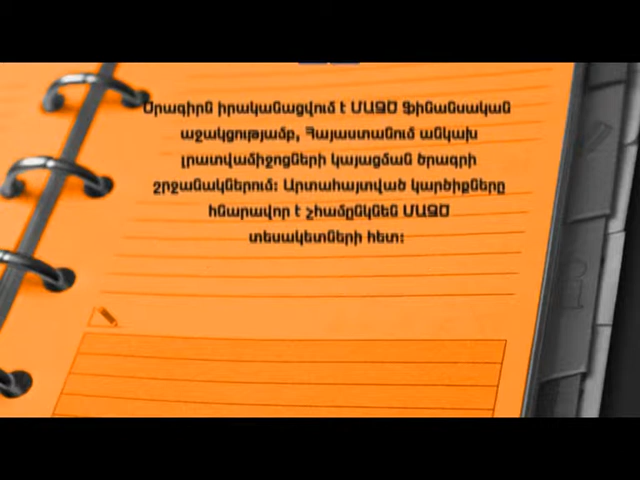 Ծրագիրն իրականացվում է ՄԱԶԾ Ֆինանսական
աջակցությամբ, Հայաստանում անկախ
լրատվամիջոցների կայացման ծրագրի
շրջանակներում: Արտահայտված կարծիքները
հնարավոր է չհամընկնեն ՄԱԶԾ
տեսակետների հետ: